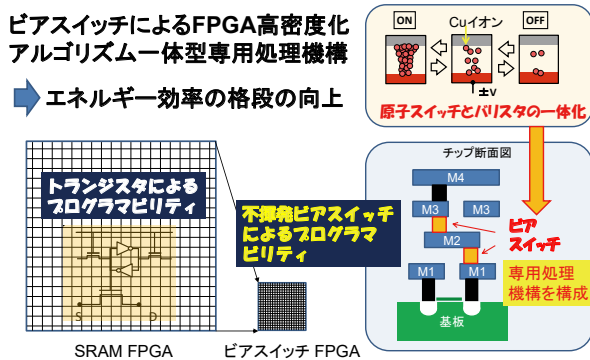 ビアスイッチによるFPGA高密度化
アルゴリズム一体型専用処理機構
エネルギー効率の格段の向上
ON
Cuイオン
OFF
±V
原子スイッチとバリスタの一体化
トランジスタによる
プログラマビリティ
S
D
SRAM FPGA
不揮発ビアスイッチ
によるプログラマ
ビリティ
ビアスイッチ FPGA
チップ断面図
M4
M3
M3
M2
M1
M1
ビア
スイッチ
専用処理
機構を構成
基板